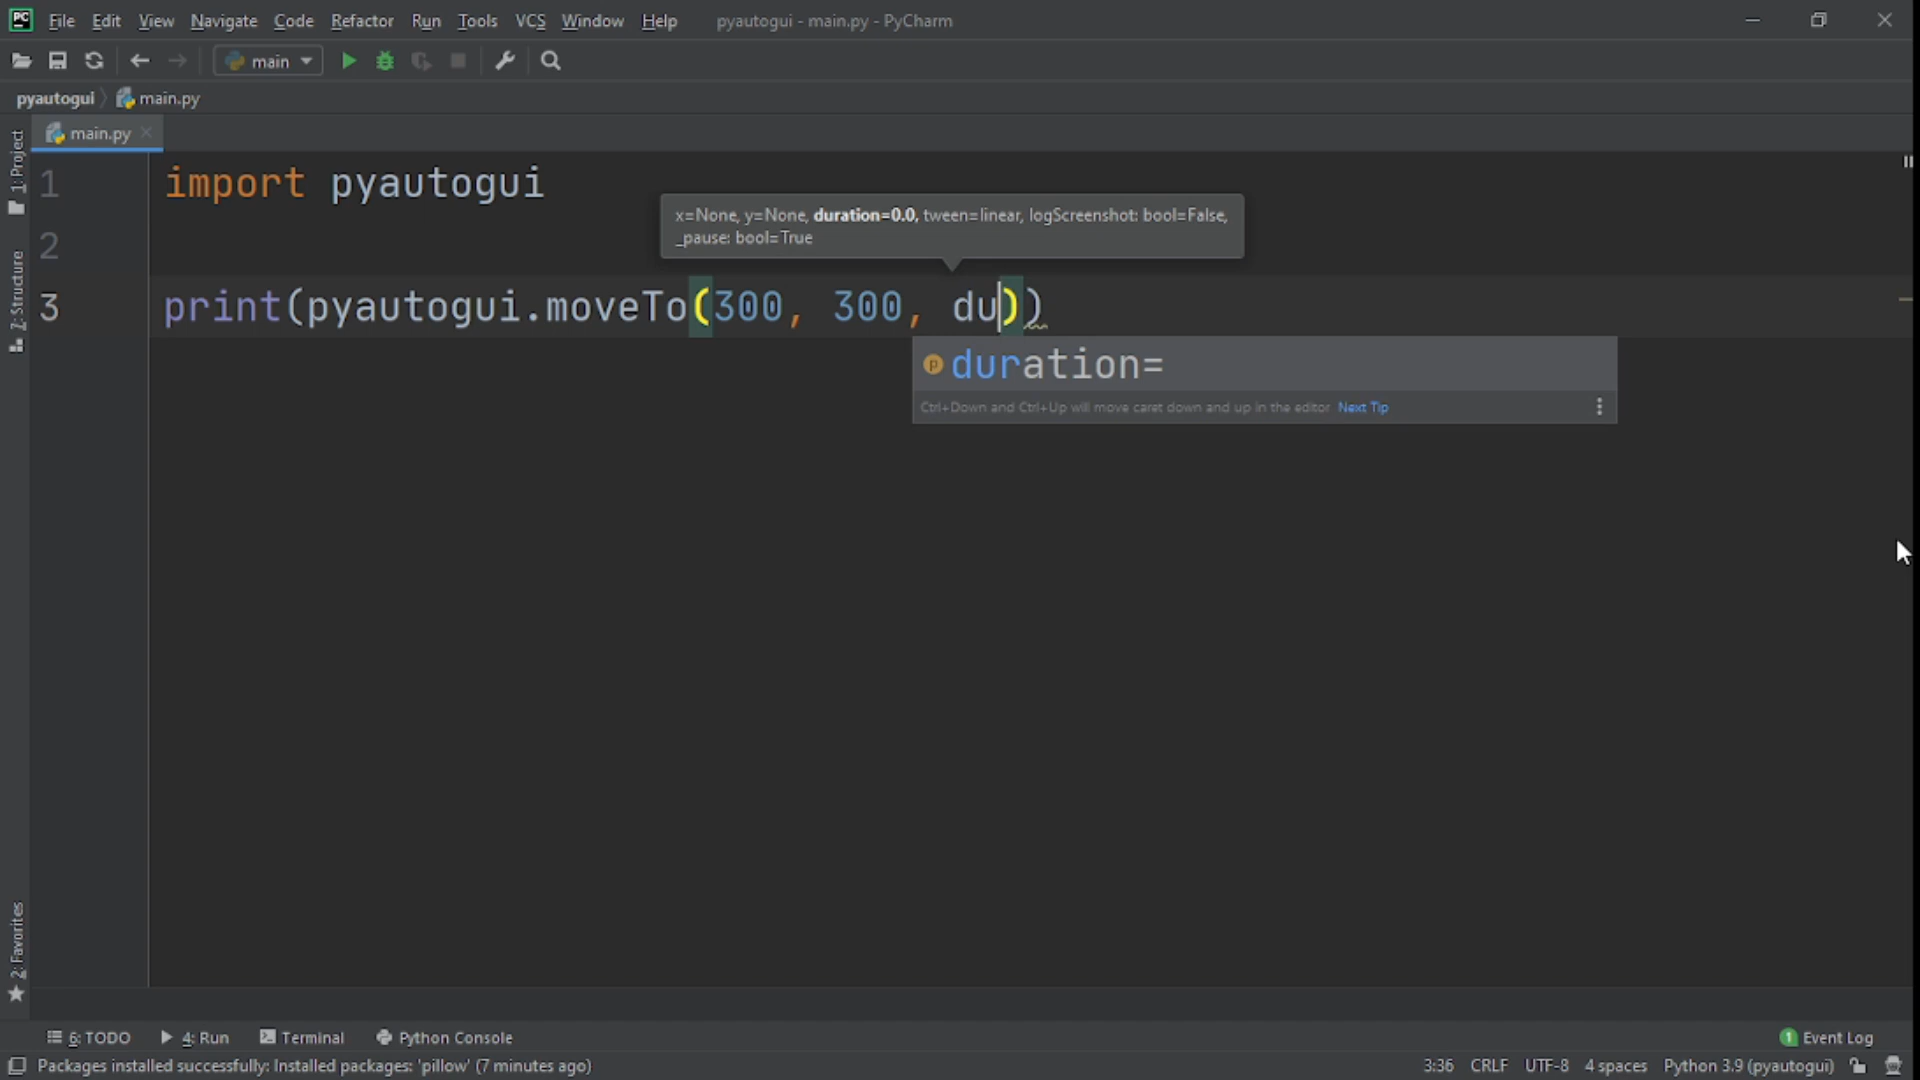 PC File Edit View Navigate Code Refactor Run Tools VCS Window Help pyautogui - main.py - PyCharm
main
pyautogui main.py
main.py
1: Project
Z: Structure
2: Favorites
1 import pyautogui
x=None, y=None, duration=0.0, tween=linear, logScreenshot: bool=False,
_pause: bool=True
2
3 print(pyautogui.moveTo(300, 300, du))
p duration=
Ctrl+Down and Ctrl+Up will move caret down and up in the editor Next Tip
6: TODO 4: Run Terminal Python Console 1 Event Log
Packages installed successfully: Installed packages: 'pillow' (7 minutes ago) 3:36 CRLF UTF-8 4 spaces Python 3.9 (pyautogui)